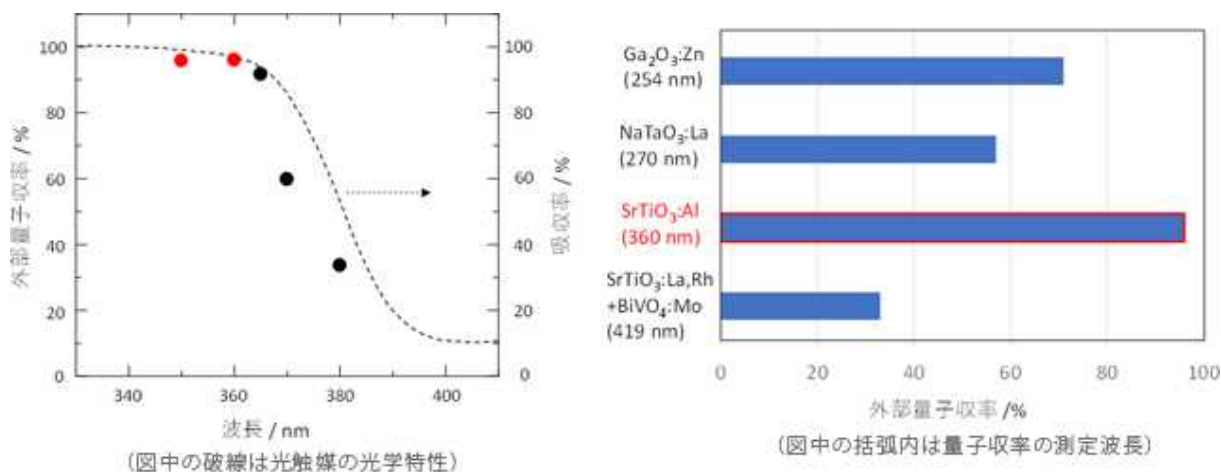 外部量子収率 / %
100
80
60
40
20
0
100
80
60
40
20
0
吸収率 / %
340
360
380
400
波長 / nm
(図中の破線は光触媒の光学特性)
Ga₂O₃:Zn
(254 nm)
NaTaO₃:La
(270 nm)
SrTiO₃:Al
(360 nm)
SrTiO₃:La,Rh
+BiVO₄:Mo
(419 nm)
0
20
40
60
80
100
外部量子収率 /%
(図中の括弧内は量子収率の測定波長)